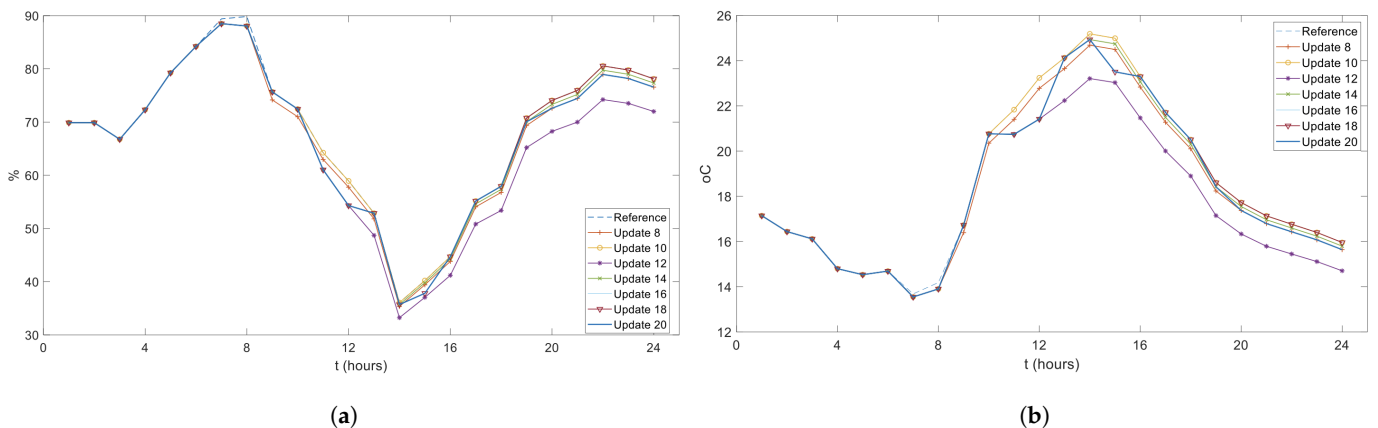 90
80
70
60
50
40
30
%
0 4 8 12 16 20 24
t (hours)
Reference
Update 8
Update 10
Update 12
Update 14
Update 16
Update 18
Update 20
(a)
26
24
22
20
18
16
14
12
oC
0 4 8 12 16 20 24
t (hours)
Reference
Update 8
Update 10
Update 12
Update 14
Update 16
Update 18
Update 20
(b)